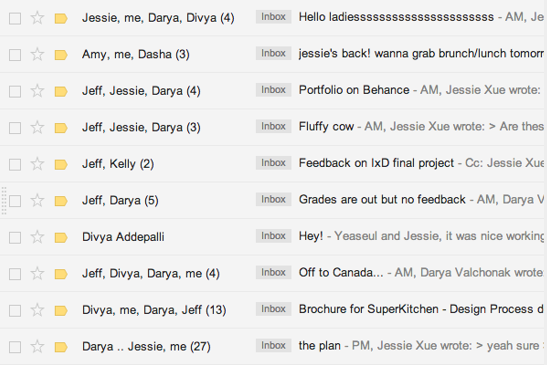 Jessie, me, Darya, Divya (4) Inbox Hello ladiesssssssssssssssssssssss - AM, Je
Amy, me, Dasha (3) Inbox jessie's back! wanna grab brunch/lunch tomorr
Jeff, Jessie, Darya (4) Inbox Portfolio on Behance - AM, Jessie Xue wrote:
Jeff, Jessie, Darya (3) Inbox Fluffy cow - AM, Jessie Xue wrote: > Are thes
Jeff, Kelly (2) Inbox Feedback on IxD final project - Cc: Jessie Xue
Jeff, Darya (5) Inbox Grades are out but no feedback - AM, Darya V
Divya Addepalli Inbox Hey! - Yeaseul and Jessie, it was nice working
Jeff, Divya, Darya, me (4) Inbox Off to Canada... - AM, Darya Valchonak wrote
Divya, me, Darya, Jeff (13) Inbox Brochure for SuperKitchen - Design Process d
Darya .. Jessie, me (27) Inbox the plan - PM, Jessie Xue wrote: > yeah sure >